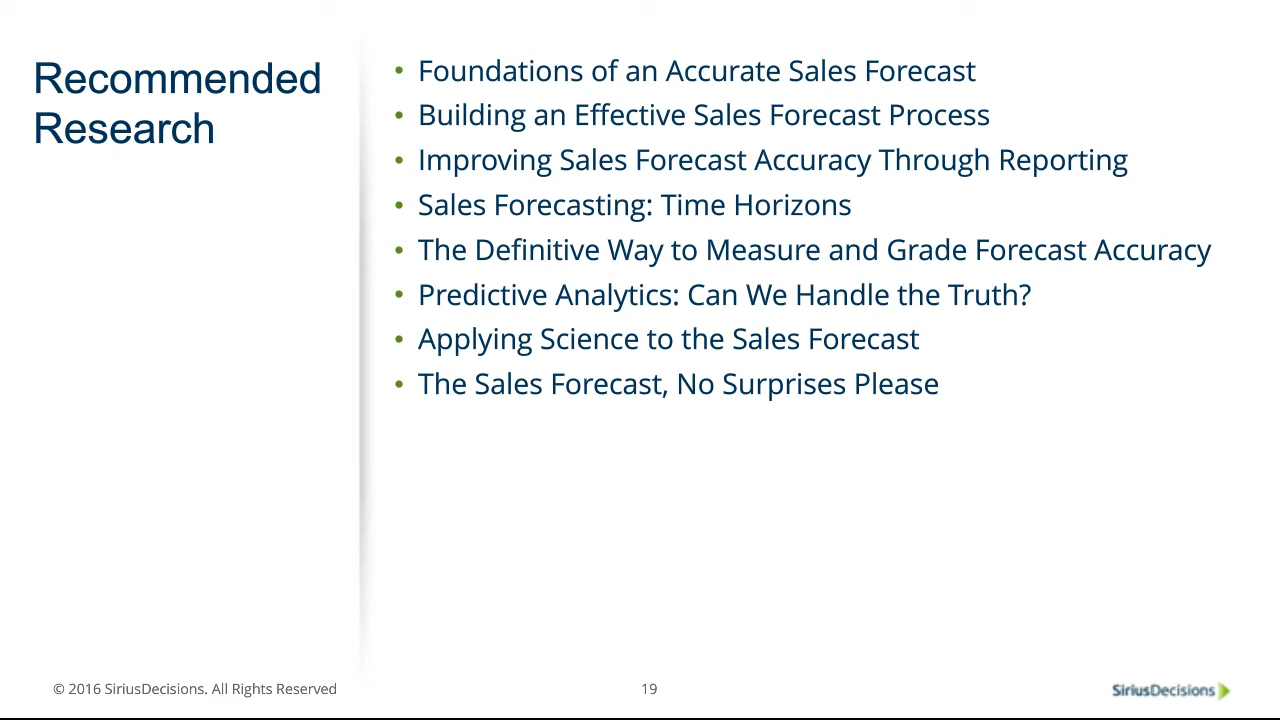 Recommended
Research
• Foundations of an Accurate Sales Forecast
• Building an Effective Sales Forecast Process
• Improving Sales Forecast Accuracy Through Reporting
• Sales Forecasting: Time Horizons
• The Definitive Way to Measure and Grade Forecast Accuracy
• Predictive Analytics: Can We Handle the Truth?
• Applying Science to the Sales Forecast
• The Sales Forecast, No Surprises Please
© 2016 SiriusDecisions. All Rights Reserved
19
SiriusDecisions